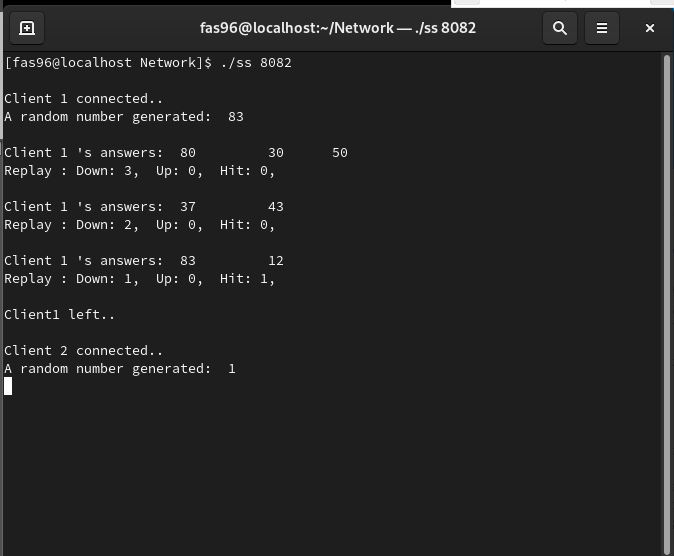 fas96@localhost:~/Network — ./ss 8082
[fas96@localhost Network]$ ./ss 8082
Client 1 connected..
A random number generated:  83
Client 1 's answers:  80         30      50
Replay : Down: 3,  Up: 0,  Hit: 0,
Client 1 's answers:  37         43
Replay : Down: 2,  Up: 0,  Hit: 0,
Client 1 's answers:  83         12
Replay : Down: 1,  Up: 0,  Hit: 1,
Client1 left..
Client 2 connected..
A random number generated:  1